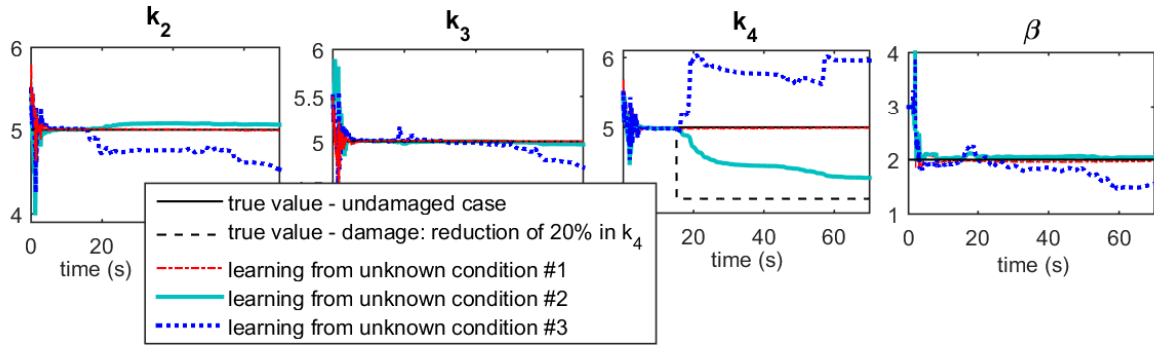 k2
k3
k4
β
6
5
4
0
20
time (s)
6
5.5
5
6
5
0
20
40
60
time (s)
4
3
2
1
0
20
40
60
time (s)
true value - undamaged case
true value - damage: reduction of 20% in k4
learning from unknown condition #1
learning from unknown condition #2
learning from unknown condition #3